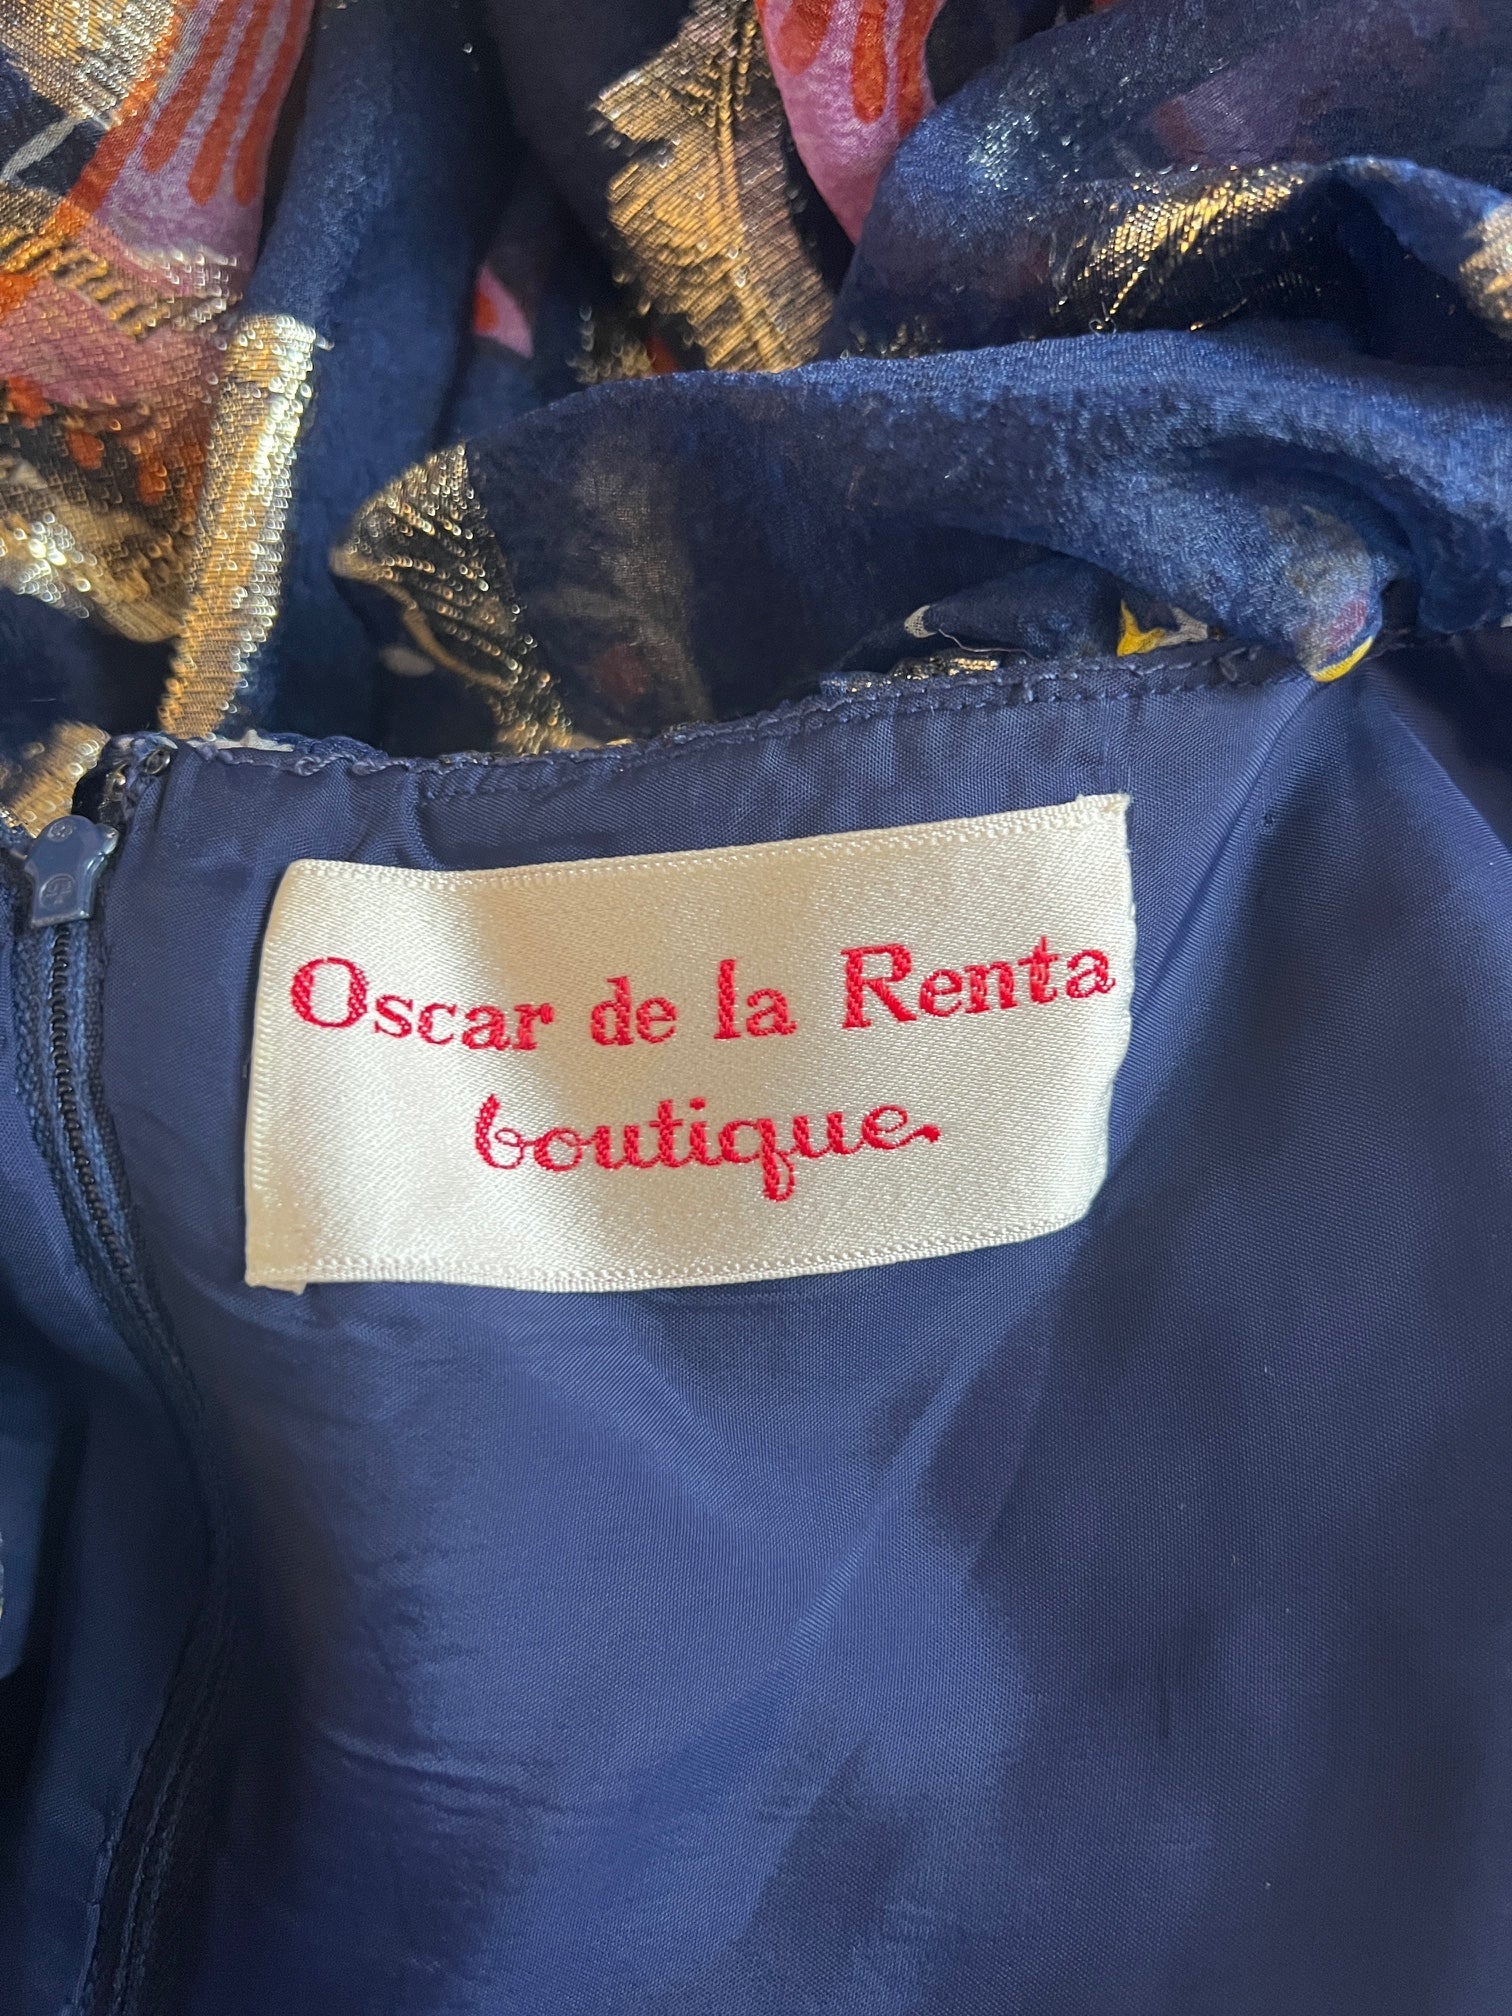 Oscar de la Renta
boutique